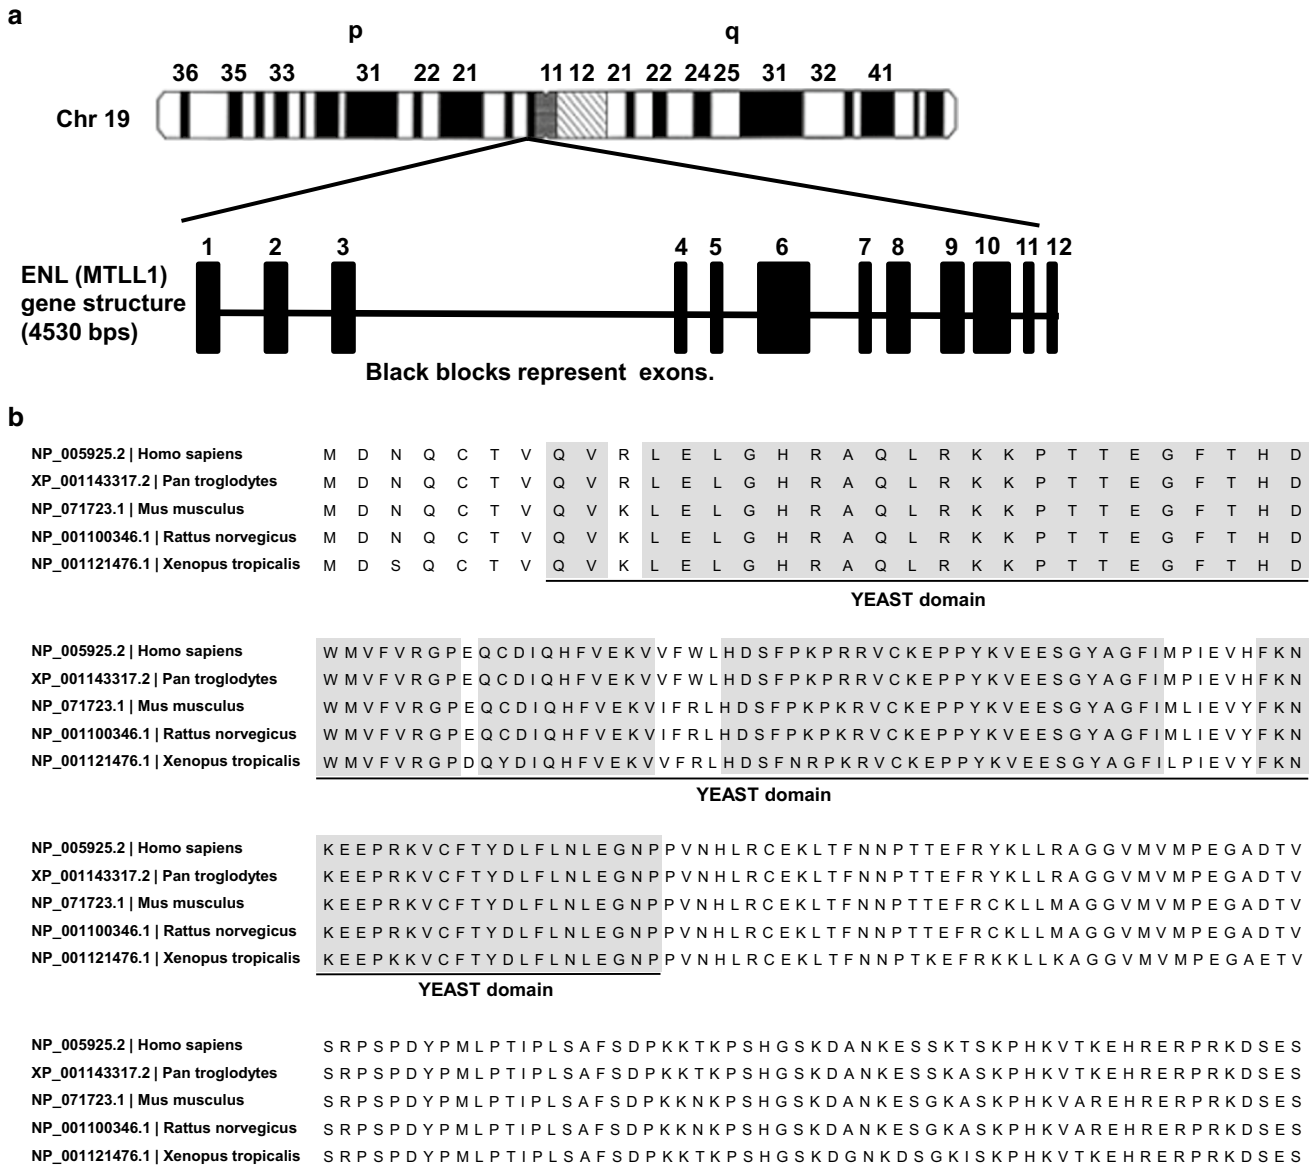 a
p q
36 35 33 31 22 21 11 12 21 22 24 25 31 32 41
Chr 19
1 2 3 4 5 6 7 8 9 10 11 12
ENL (MTLL1)
gene structure
(4530 bps)
Black blocks represent exons.
b
NP_005925.2 | Homo sapiens M D N Q C T V Q V R L E L G H R A Q L R K K P T T E G F T H D
XP_001143317.2 | Pan troglodytes M D N Q C T V Q V R L E L G H R A Q L R K K P T T E G F T H D
NP_071723.1 | Mus musculus M D N Q C T V Q V K L E L G H R A Q L R K K P T T E G F T H D
NP_001100346.1 | Rattus norvegicus M D N Q C T V Q V K L E L G H R A Q L R K K P T T E G F T H D
NP_001121476.1 | Xenopus tropicalis M D S Q C T V Q V K L E L G H R A Q L R K K P T T E G F T H D
YEAST domain
NP_005925.2 | Homo sapiens W M V F V R G P E Q C D I Q H F V E K V V F W L H D S F P K P R R V C K E P P Y K V E E S G Y A G F I M P I E V H F K N
XP_001143317.2 | Pan troglodytes W M V F V R G P E Q C D I Q H F V E K V V F W L H D S F P K P R R V C K E P P Y K V E E S G Y A G F I M P I E V H F K N
NP_071723.1 | Mus musculus W M V F V R G P E Q C D I Q H F V E K V I F R L H D S F P K P K R V C K E P P Y K V E E S G Y A G F I M L I E V Y F K N
NP_001100346.1 | Rattus norvegicus W M V F V R G P E Q C D I Q H F V E K V I F R L H D S F P K P K R V C K E P P Y K V E E S G Y A G F I M L I E V Y F K N
NP_001121476.1 | Xenopus tropicalis W M V F V R G P D Q Y D I Q H F V E K V V F R L H D S F N R P K R V C K E P P Y K V E E S G Y A G F I L P I E V Y F K N
YEAST domain
NP_005925.2 | Homo sapiens K E E P R K V C F T Y D L F L N L E G N P P V N H L R C E K L T F N N P T T E F R Y K L L R A G G V M V M P E G A D T V
XP_001143317.2 | Pan troglodytes K E E P R K V C F T Y D L F L N L E G N P P V N H L R C E K L T F N N P T T E F R Y K L L R A G G V M V M P E G A D T V
NP_071723.1 | Mus musculus K E E P R K V C F T Y D L F L N L E G N P P V N H L R C E K L T F N N P T T E F R C K L L M A G G V M V M P E G A D T V
NP_001100346.1 | Rattus norvegicus K E E P R K V C F T Y D L F L N L E G N P P V N H L R C E K L T F N N P T T E F R C K L L M A G G V M V M P E G A D T V
NP_001121476.1 | Xenopus tropicalis K E E P K K V C F T Y D L F L N L E G N P P V N H L R C E K L T F N N P T K E F R K K L L K A G G V M V M P E G A E T V
YEAST domain
NP_005925.2 | Homo sapiens S R P S P D Y P M L P T I P L S A F S D P K K T K P S H G S K D A N K E S S K T S K P H K V T K E H R E R P R K D S E S
XP_001143317.2 | Pan troglodytes S R P S P D Y P M L P T I P L S A F S D P K K T K P S H G S K D A N K E S S K A S K P H K V T K E H R E R P R K D S E S
NP_071723.1 | Mus musculus S R P S P D Y P M L P T I P L S A F S D P K K N K P S H G S K D A N K E S G K A S K P H K V A R E H R E R P R K D S E S
NP_001100346.1 | Rattus norvegicus S R P S P D Y P M L P T I P L S A F S D P K K N K P S H G S K D A N K E S G K A S K P H K V A R E H R E R P R K D S E S
NP_001121476.1 | Xenopus tropicalis S R P S P D Y P M L P T I P L S A F S D P K K T K P S H G S K D G N K D S G K I S K P H K V T K E H R E R P R K D S E S